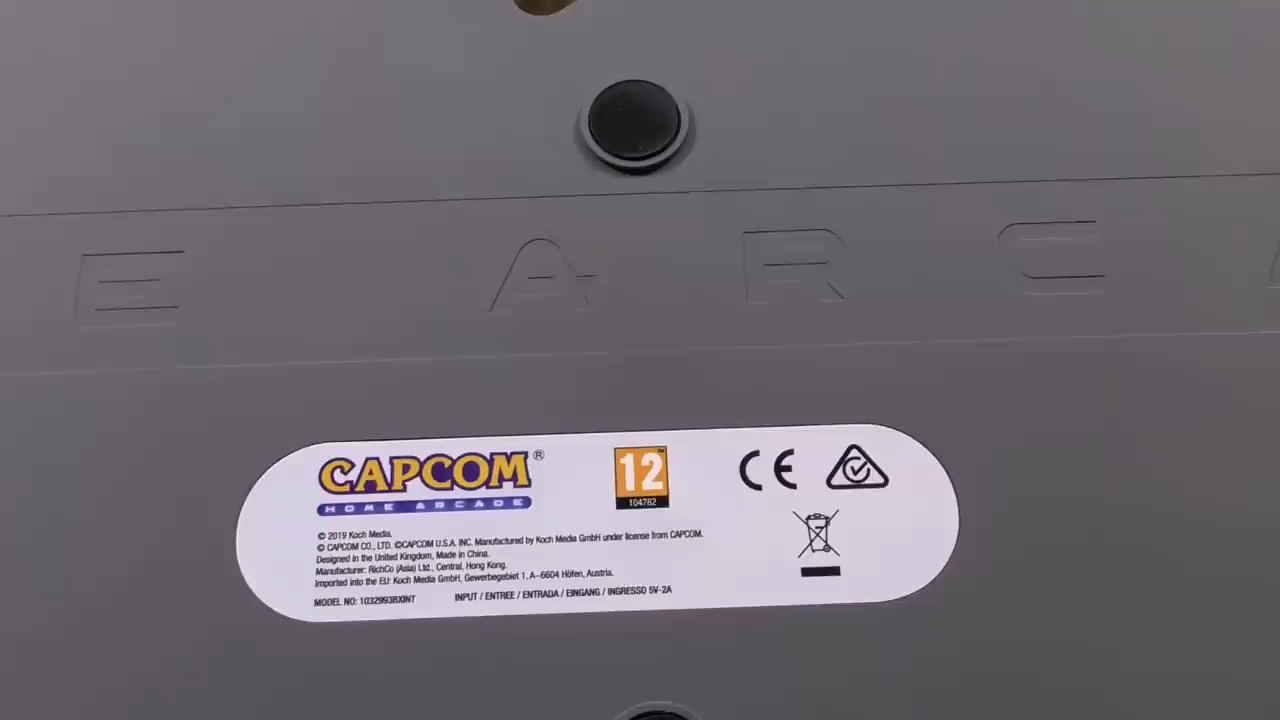 E ARC
CAPCOM®
HOME ARCADE
12
104782
CE
© 2019 Koch Media.
© CAPCOM CO., LTD. ©CAPCOM U.S.A. INC. Manufactured by Koch Media GmbH under license from CAPCOM.
Designed in the United Kingdom, Made in China.
Manufacturer: RichCo (Asia) Ltd., Central, Hong Kong.
Imported into the EU: Koch Media GmbH, Gewerbegebiet 1, A–6604 Höfen, Austria.
MODEL NO: 1032993BXINT INPUT / ENTREE / ENTRADA / EINGANG / INGRESSO 5V-2A